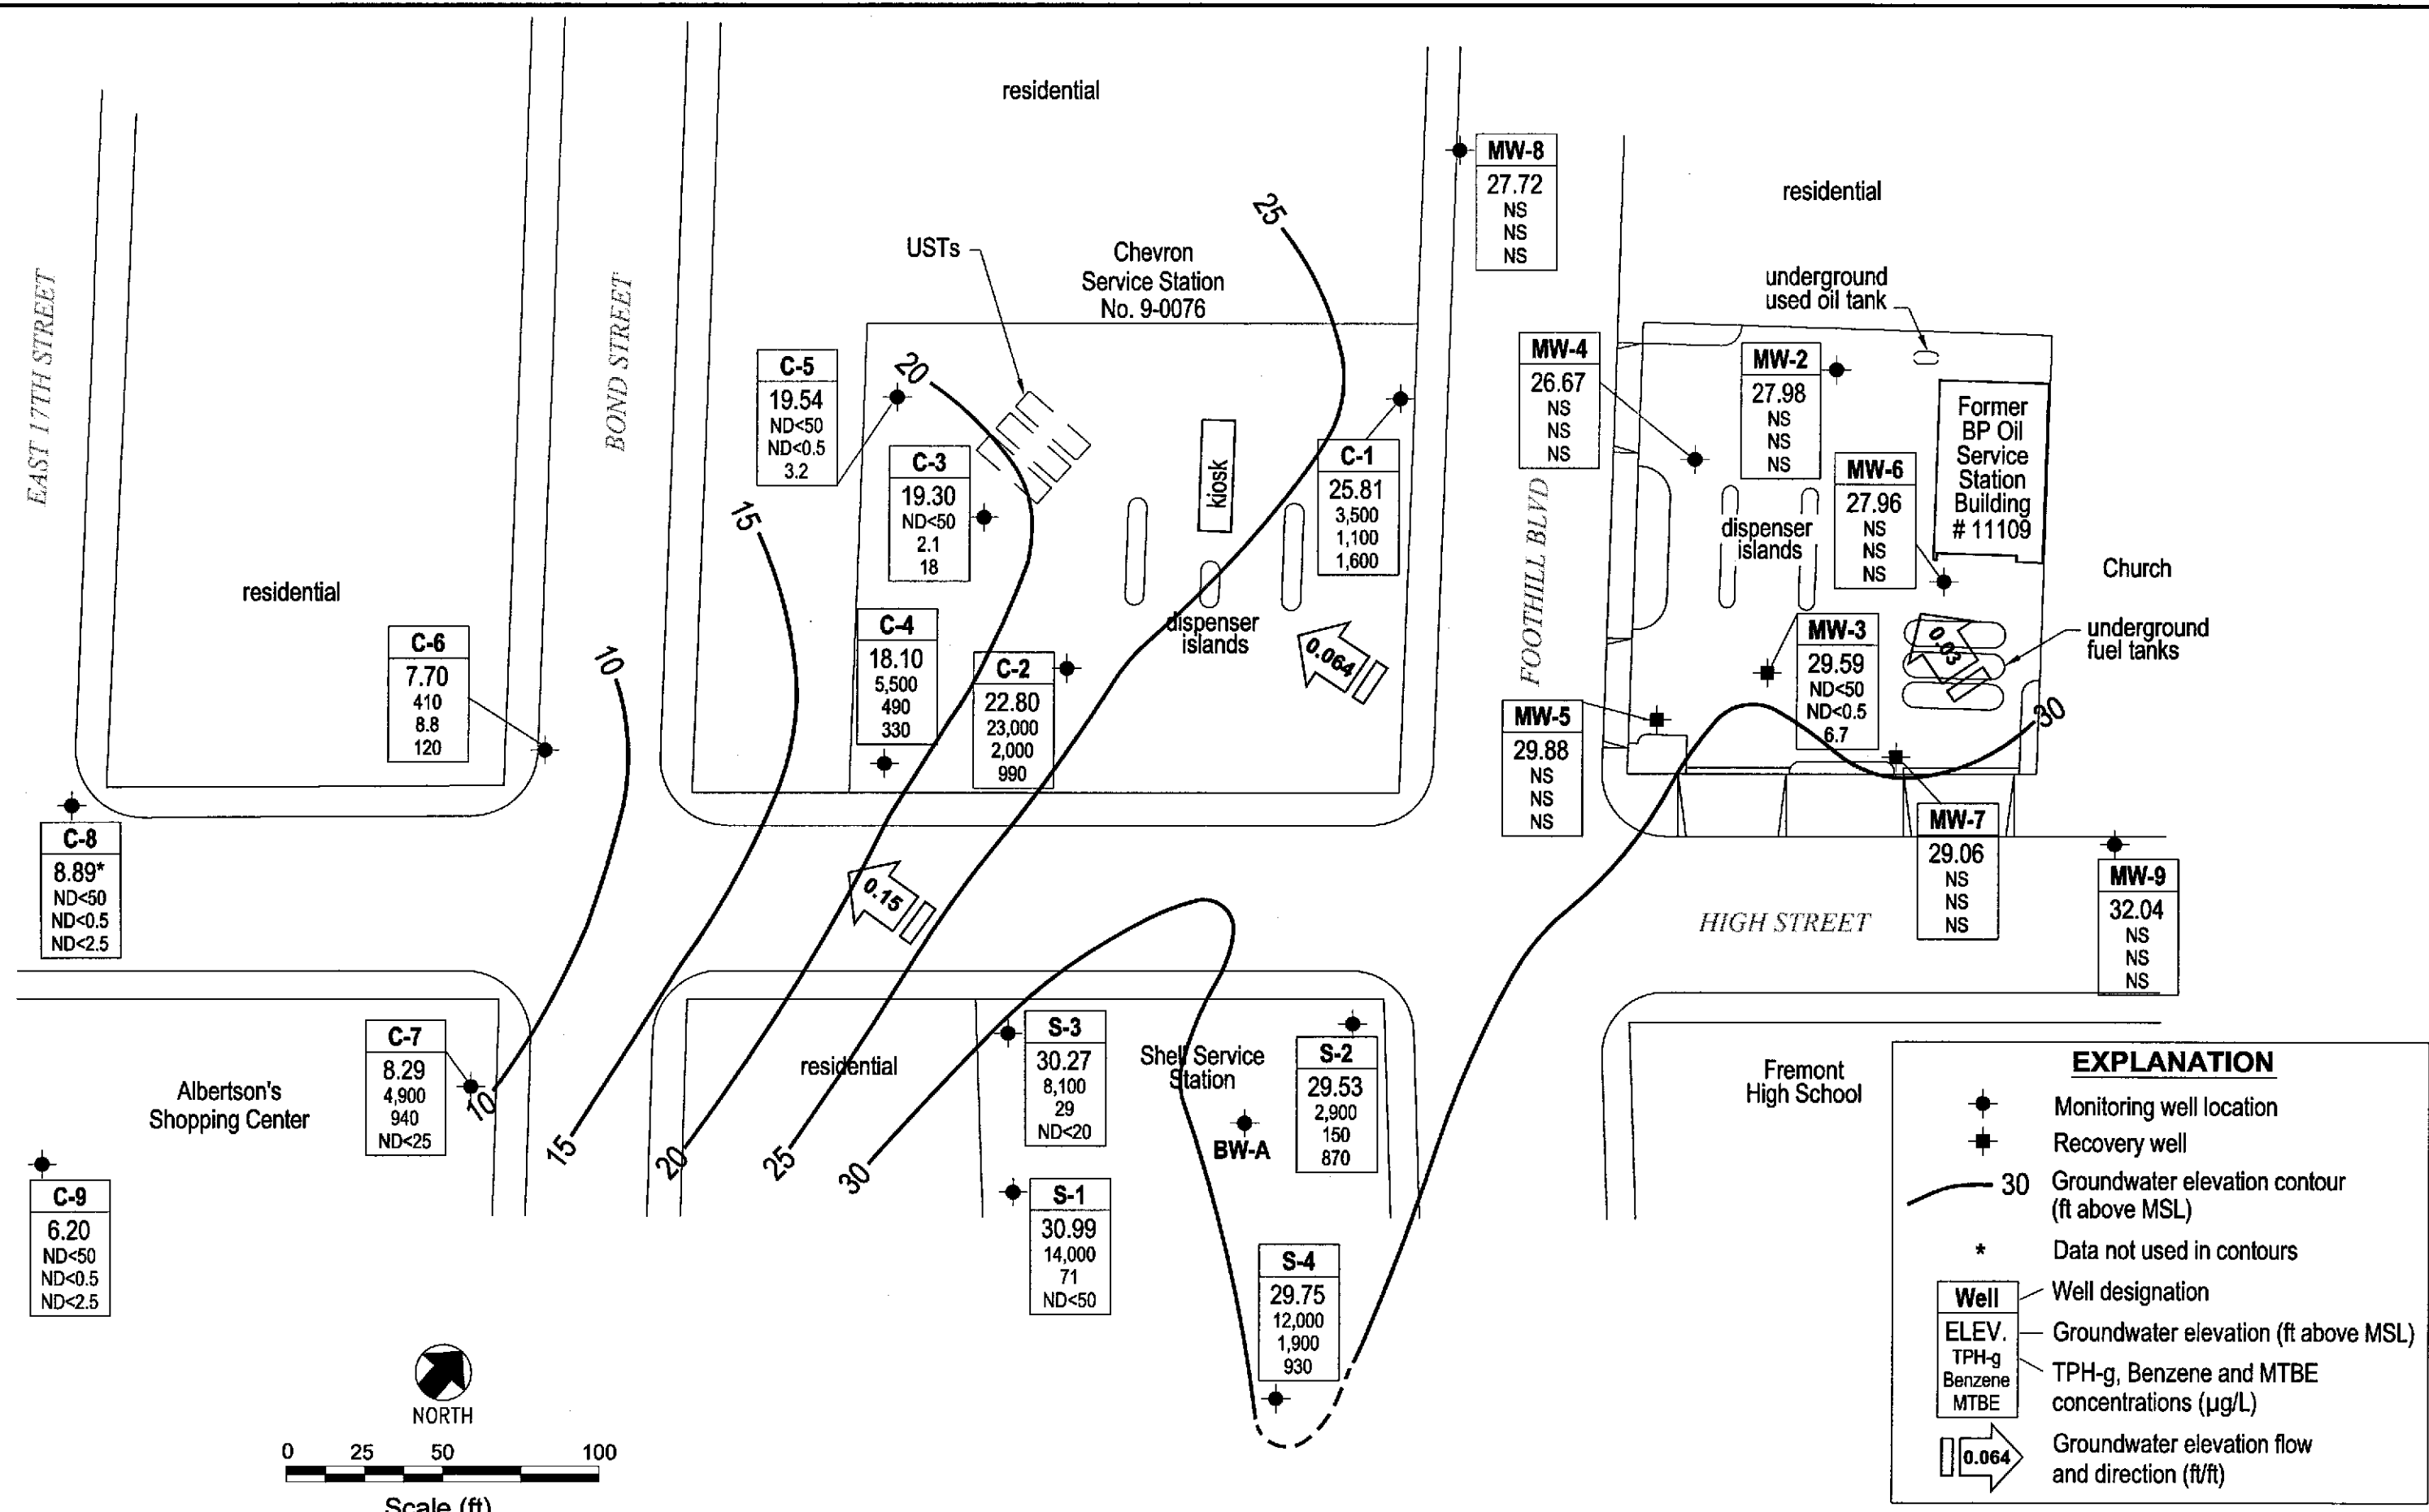 residential
MW-8
27.72
NS
NS
NS
residential
25
USTs
Chevron
Service Station
No. 9-0076
underground
used oil tank
EAST 17TH STREET
BOND STREET
C-5
19.54
ND<50
ND<0.5
3.2
20
MW-4
26.67
NS
NS
NS
MW-2
27.98
NS
NS
NS
Former
BP Oil
Service
Station
Building
# 11109
C-3
19.30
ND<50
2.1
18
kiosk
C-1
25.81
3,500
1,100
1,600
MW-6
27.96
NS
NS
NS
15
FOOTHILL BLVD
dispenser
islands
Church
residential
C-6
7.70
410
8.8
120
10
C-4
18.10
5,500
490
330
C-2
22.80
23,000
2,000
990
dispenser
islands
0.064
MW-3
29.59
ND<50
ND<0.5
6.7
0.03
underground
fuel tanks
30
MW-5
29.88
NS
NS
NS
C-8
8.89*
ND<50
ND<0.5
ND<2.5
0.15
MW-7
29.06
NS
NS
NS
HIGH STREET
MW-9
32.04
NS
NS
NS
C-7
8.29
4,900
940
ND<25
Albertson's
Shopping Center
10
15
20
25
30
residential
S-3
30.27
8,100
29
ND<20
Shell Service
Station
BW-A
S-2
29.53
2,900
150
870
Fremont
High School
C-9
6.20
ND<50
ND<0.5
ND<2.5
S-1
30.99
14,000
71
ND<50
S-4
29.75
12,000
1,900
930
NORTH
0 25 50 100
Scale (ft)
EXPLANATION
Monitoring well location
Recovery well
30 Groundwater elevation contour
(ft above MSL)
* Data not used in contours
Well
ELEV.
TPH-g
Benzene
MTBE
Well designation
Groundwater elevation (ft above MSL)
TPH-g, Benzene and MTBE
concentrations (µg/L)
0.064
Groundwater elevation flow
and direction (ft/ft)